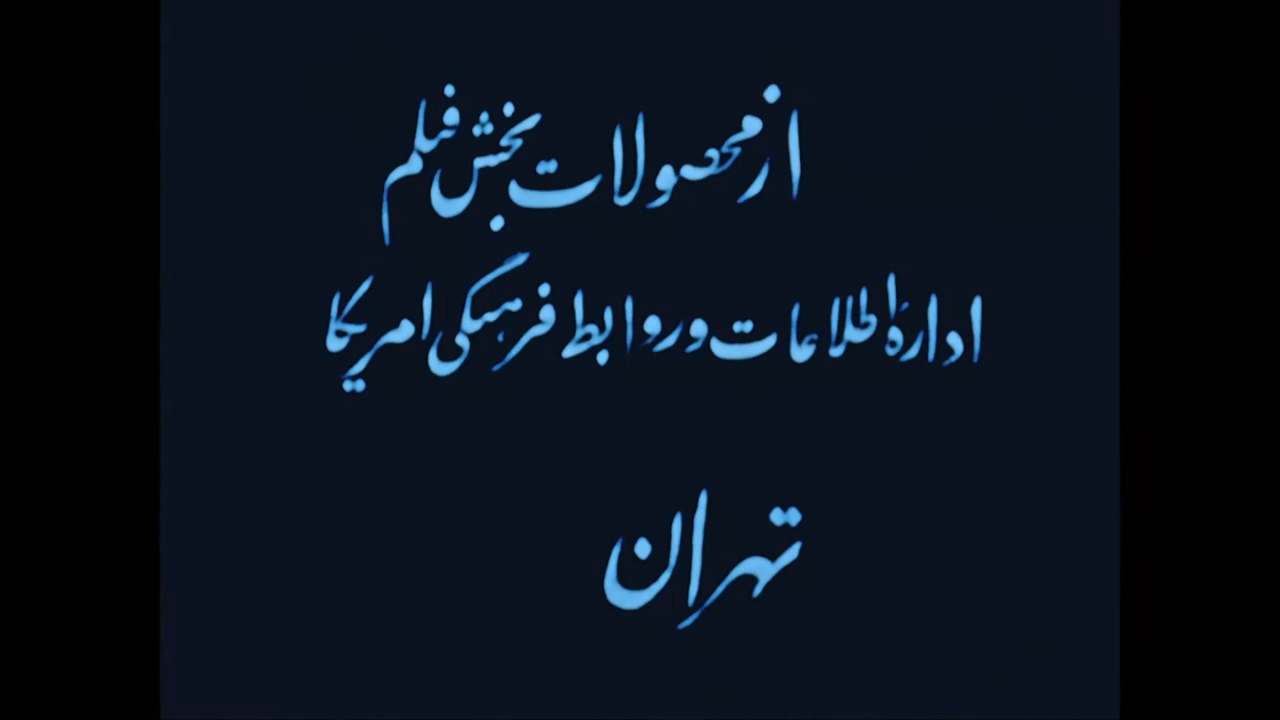 از محصولات بخش فیلم
ادارهٔ اطلاعات و روابط فرهنگی امریکا
تهران